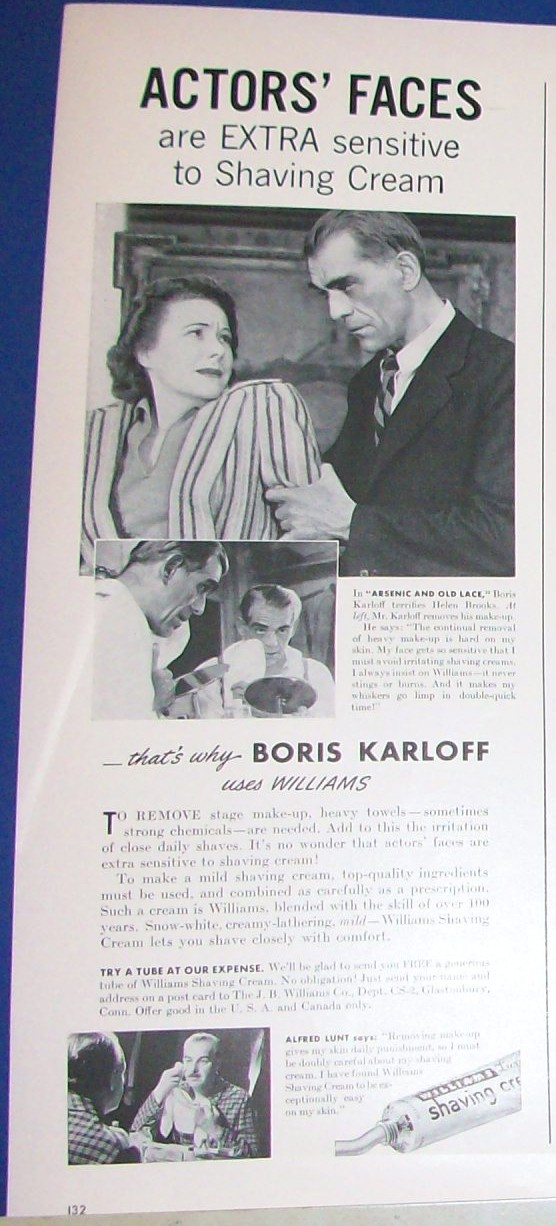 ACTORS' FACES
are EXTRA sensitive
to Shaving Cream
In "ARSENIC AND OLD LACE," Boris
Karloff terrifies Helen Brooks. At
left, Mr. Karloff removes his make-up.
He says: "The continual removal
of heavy make-up is hard on my
skin. My face gets so sensitive that I
must avoid irritating shaving creams.
I always insist on Williams—it never
stings or burns. And it makes my
whiskers go limp in double-quick
time!"
—that's why BORIS KARLOFF
uses WILLIAMS
TO REMOVE stage make-up, heavy towels—sometimes
strong chemicals—are needed. Add to this the irritation
of close daily shaves. It's no wonder that actors' faces are
extra sensitive to shaving cream!
To make a mild shaving cream, top-quality ingredients
must be used, and combined as carefully as a prescription.
Such a cream is Williams, blended with the skill of over 100
years. Snow-white, creamy-lathering, mild—Williams Shaving
Cream lets you shave closely with comfort.
TRY A TUBE AT OUR EXPENSE. We'll be glad to send you FREE a generous
tube of Williams Shaving Cream. No obligation! Just send your name and
address on a post card to The J. B. Williams Co., Dept. CS-2, Glastonbury,
Conn. Offer good in the U. S. A. and Canada only.
ALFRED LUNT says: "Removing make-up
gives my skin daily punishment, so I must
be doubly careful about my shaving
cream. I have found Williams
Shaving Cream to be ex-
ceptionally easy
on my skin."
WILLIAMS
shaving cre
132